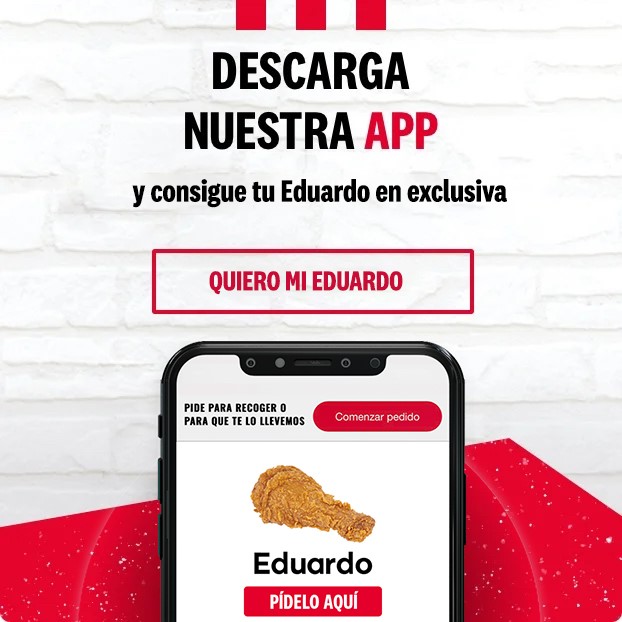 DESCARGA
NUESTRA APP
y consigue tu Eduardo en exclusiva
QUIERO MI EDUARDO
PIDE PARA RECOGER O
PARA QUE TE LO LLEVEMOS
Comenzar pedido
Eduardo
PÍDELO AQUÍ